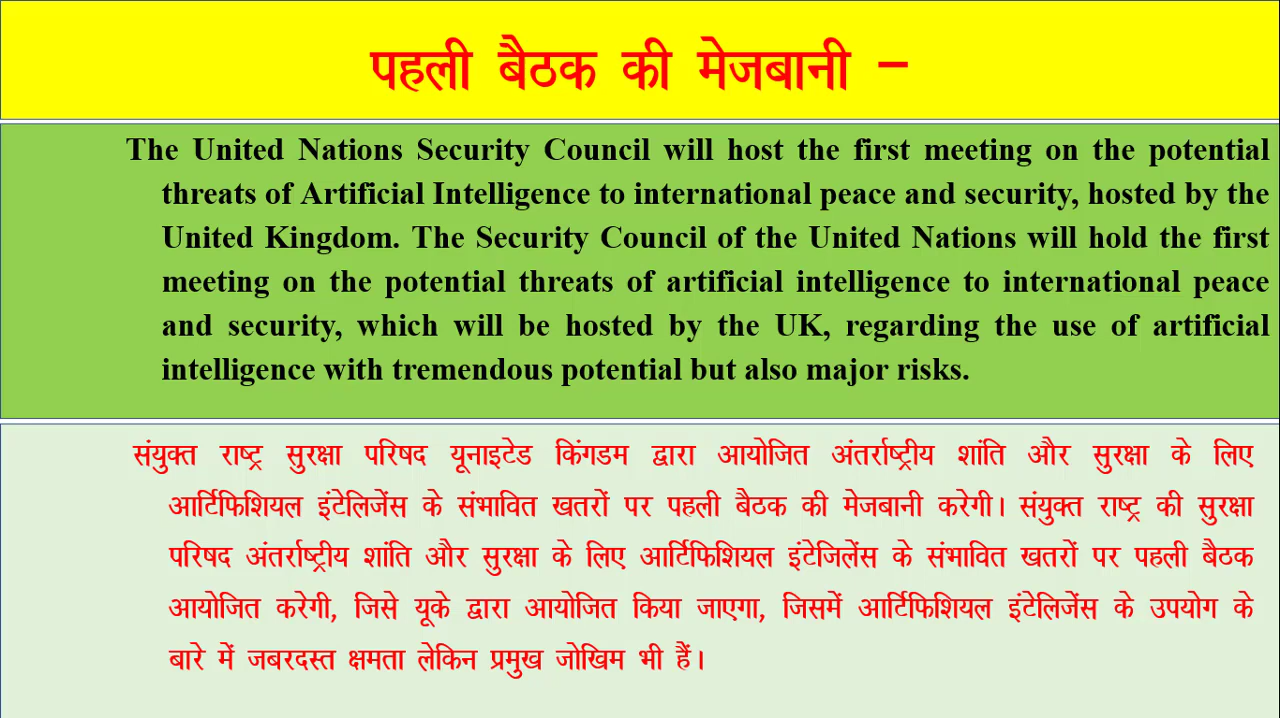 पहली बैठक की मेजबानी –
The United Nations Security Council will host the first meeting on the potential
threats of Artificial Intelligence to international peace and security, hosted by the
United Kingdom. The Security Council of the United Nations will hold the first
meeting on the potential threats of artificial intelligence to international peace
and security, which will be hosted by the UK, regarding the use of artificial
intelligence with tremendous potential but also major risks.
संयुक्त राष्ट्र सुरक्षा परिषद यूनाइटेड किंगडम द्वारा आयोजित अंतर्राष्ट्रीय शांति और सुरक्षा के लिए
आर्टिफिशियल इंटेलिजेंस के संभावित खतरों पर पहली बैठक की मेजबानी करेगी। संयुक्त राष्ट्र की सुरक्षा
परिषद अंतर्राष्ट्रीय शांति और सुरक्षा के लिए आर्टिफिशियल इंटेजिलेंस के संभावित खतरों पर पहली बैठक
आयोजित करेगी, जिसे यूके द्वारा आयोजित किया जाएगा, जिसमें आर्टिफिशियल इंटेलिजेंस के उपयोग के
बारे में जबरदस्त क्षमता लेकिन प्रमुख जोखिम भी हैं।